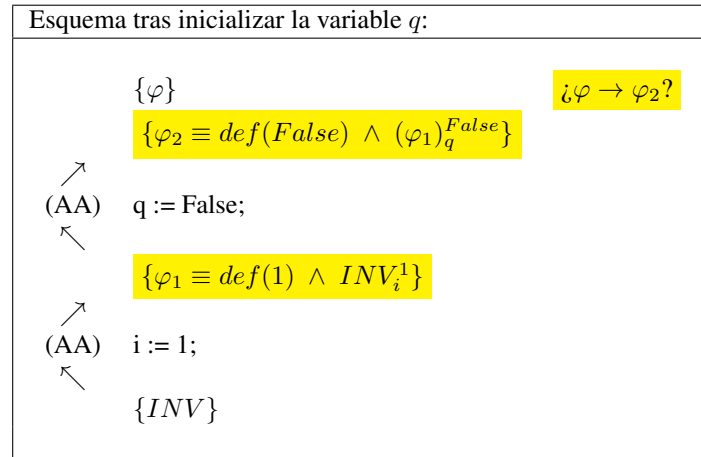 Esquema tras inicializar la variable q:
{φ} ¿φ → φ₂?
{φ₂ ≡ def(False) ∧ (φ₁)_q^False}
↗
(AA) q := False;
↖
{φ₁ ≡ def(1) ∧ INV_i^1}
↗
(AA) i := 1;
↖
{INV}